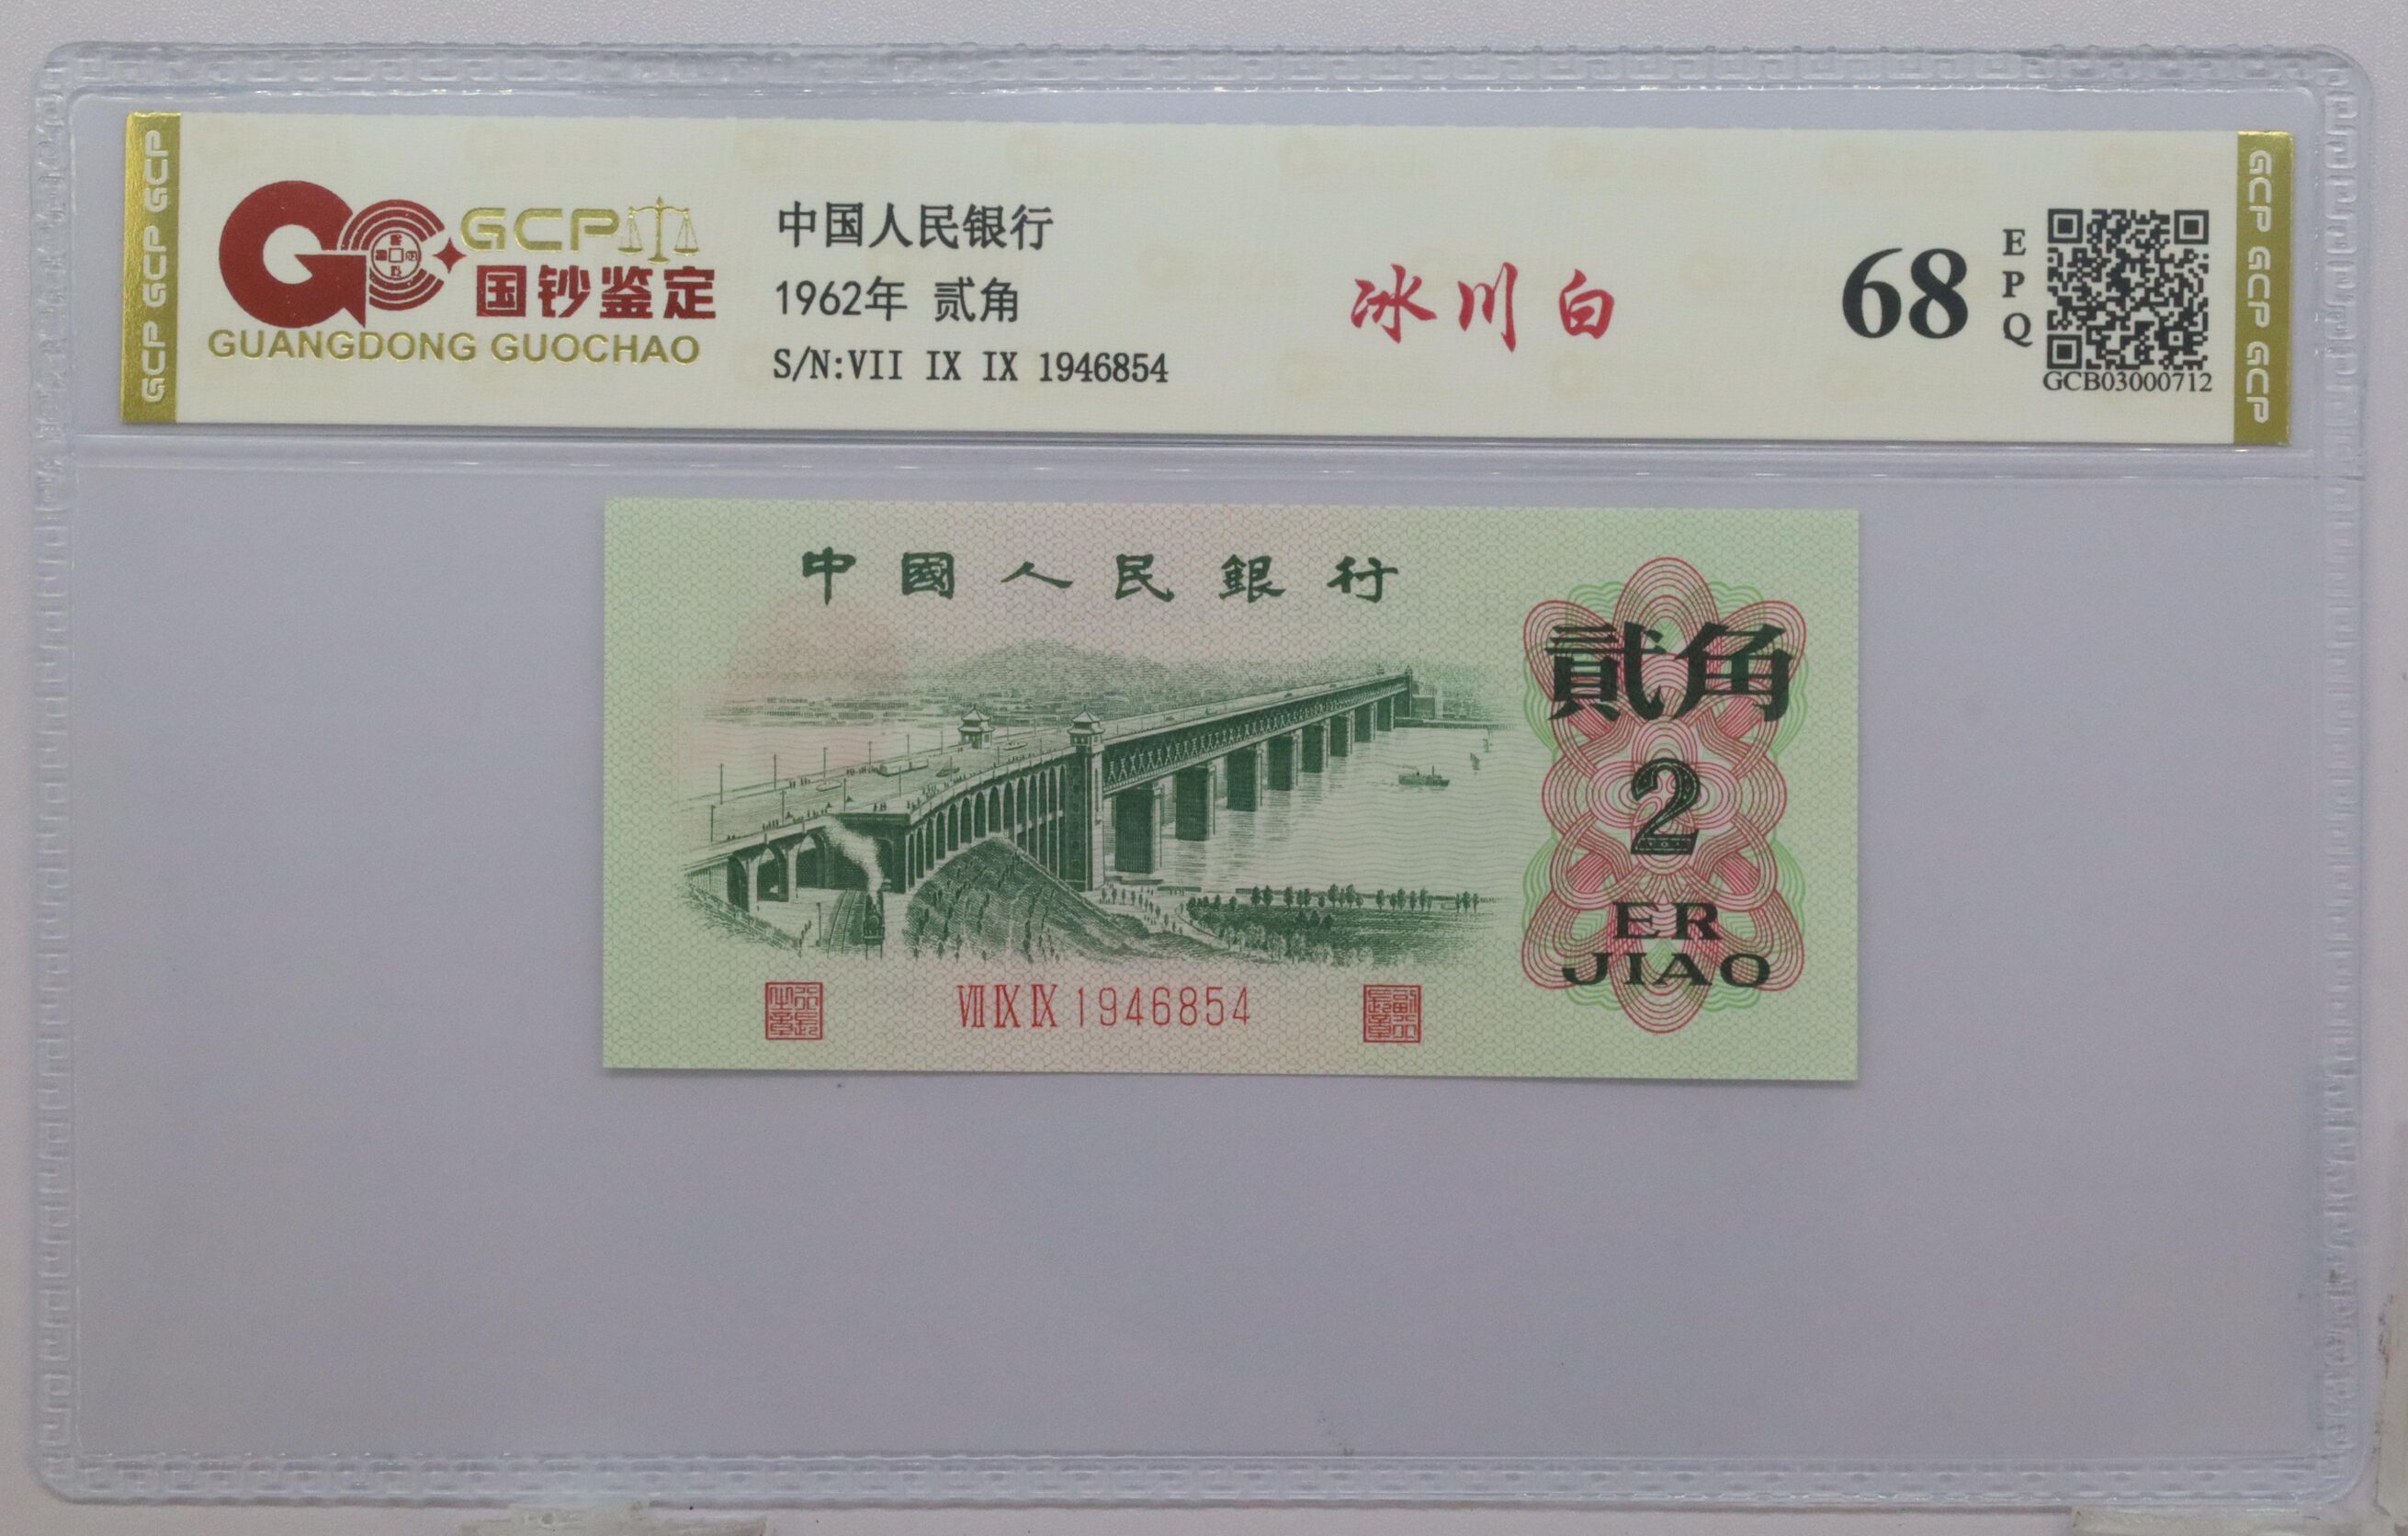 GCP GCP GCP
GCP
国钞鉴定
GUANGDONG GUOCHAO
中国人民银行
1962年 贰角
S/N:VII IX IX 1946854
冰川白
68
EPQ
GCB03000712
GCP GCP GCP
中國人民銀行
貳角
2
ER
JIAO
VII IX IX 1946854